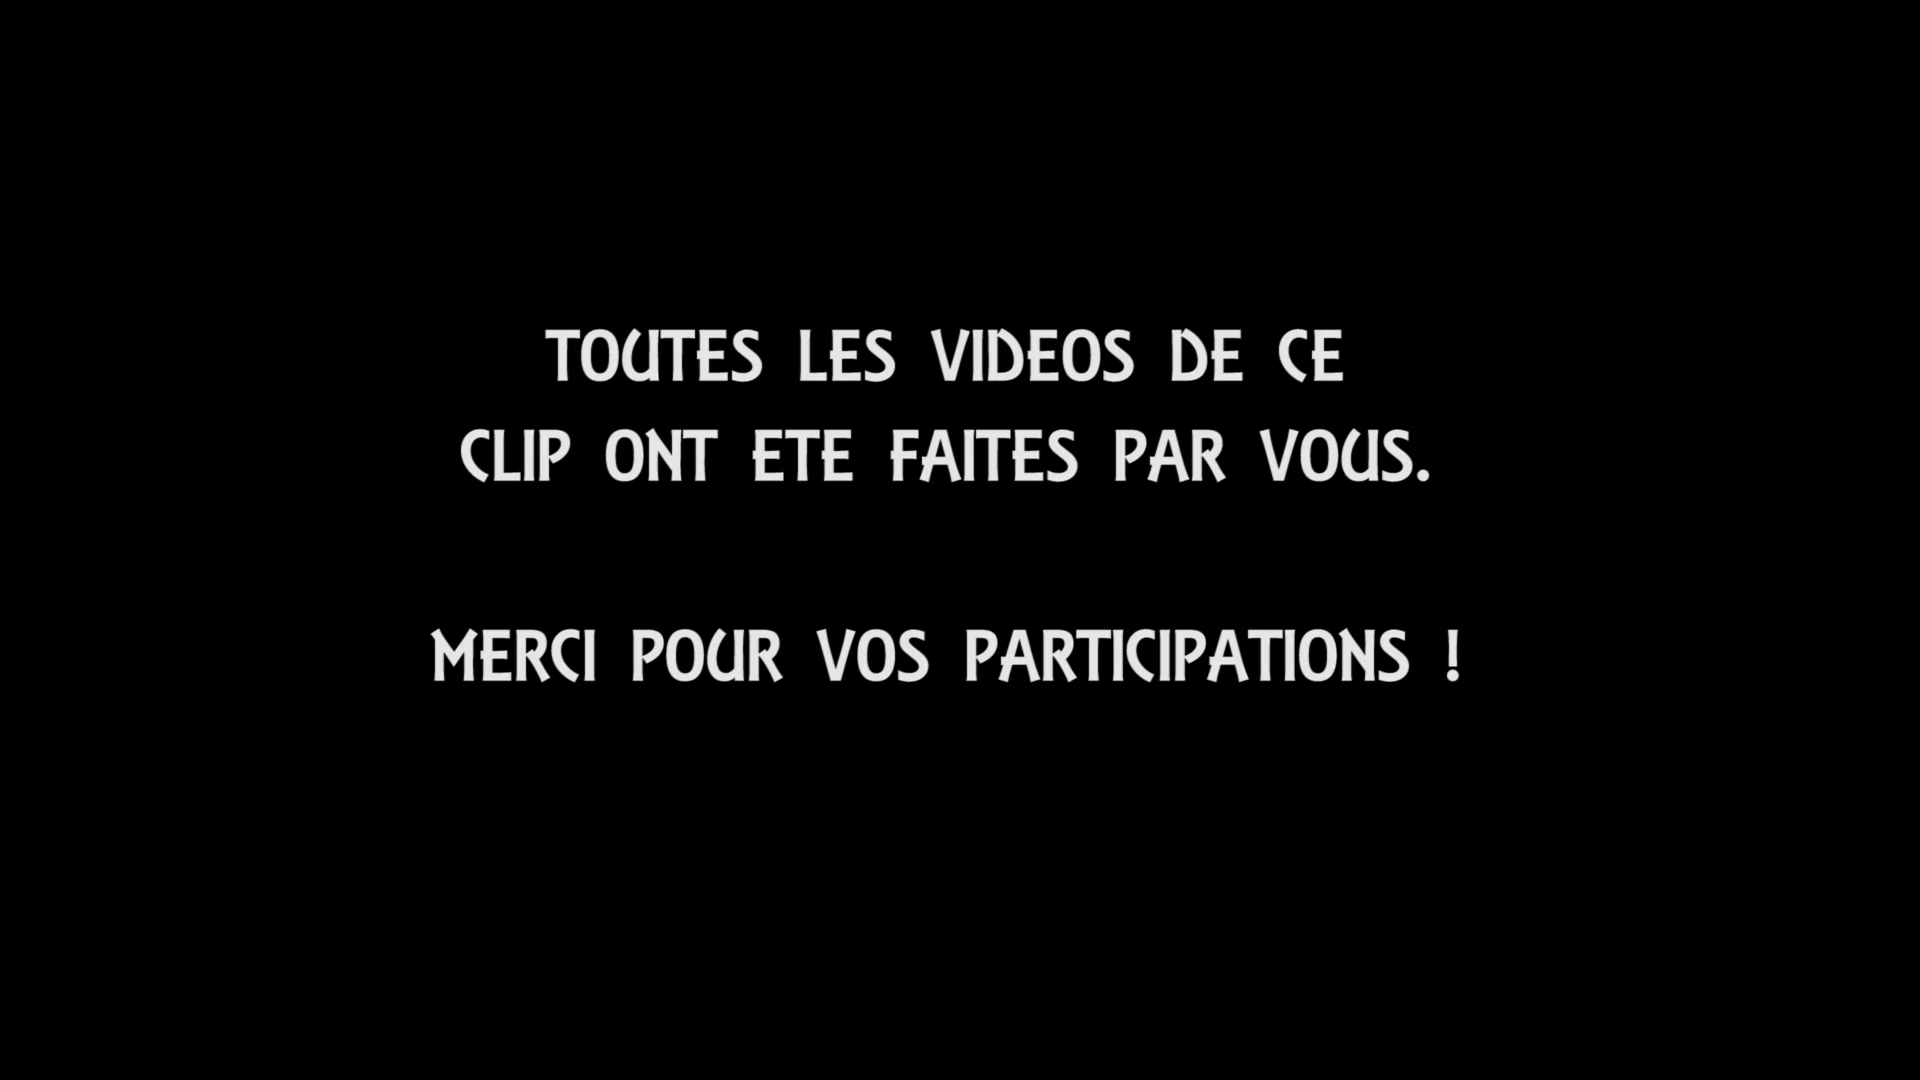 TOUTES LES VIDEOS DE CE
CLIP ONT ETE FAITES PAR VOUS.
MERCI POUR VOS PARTICIPATIONS !